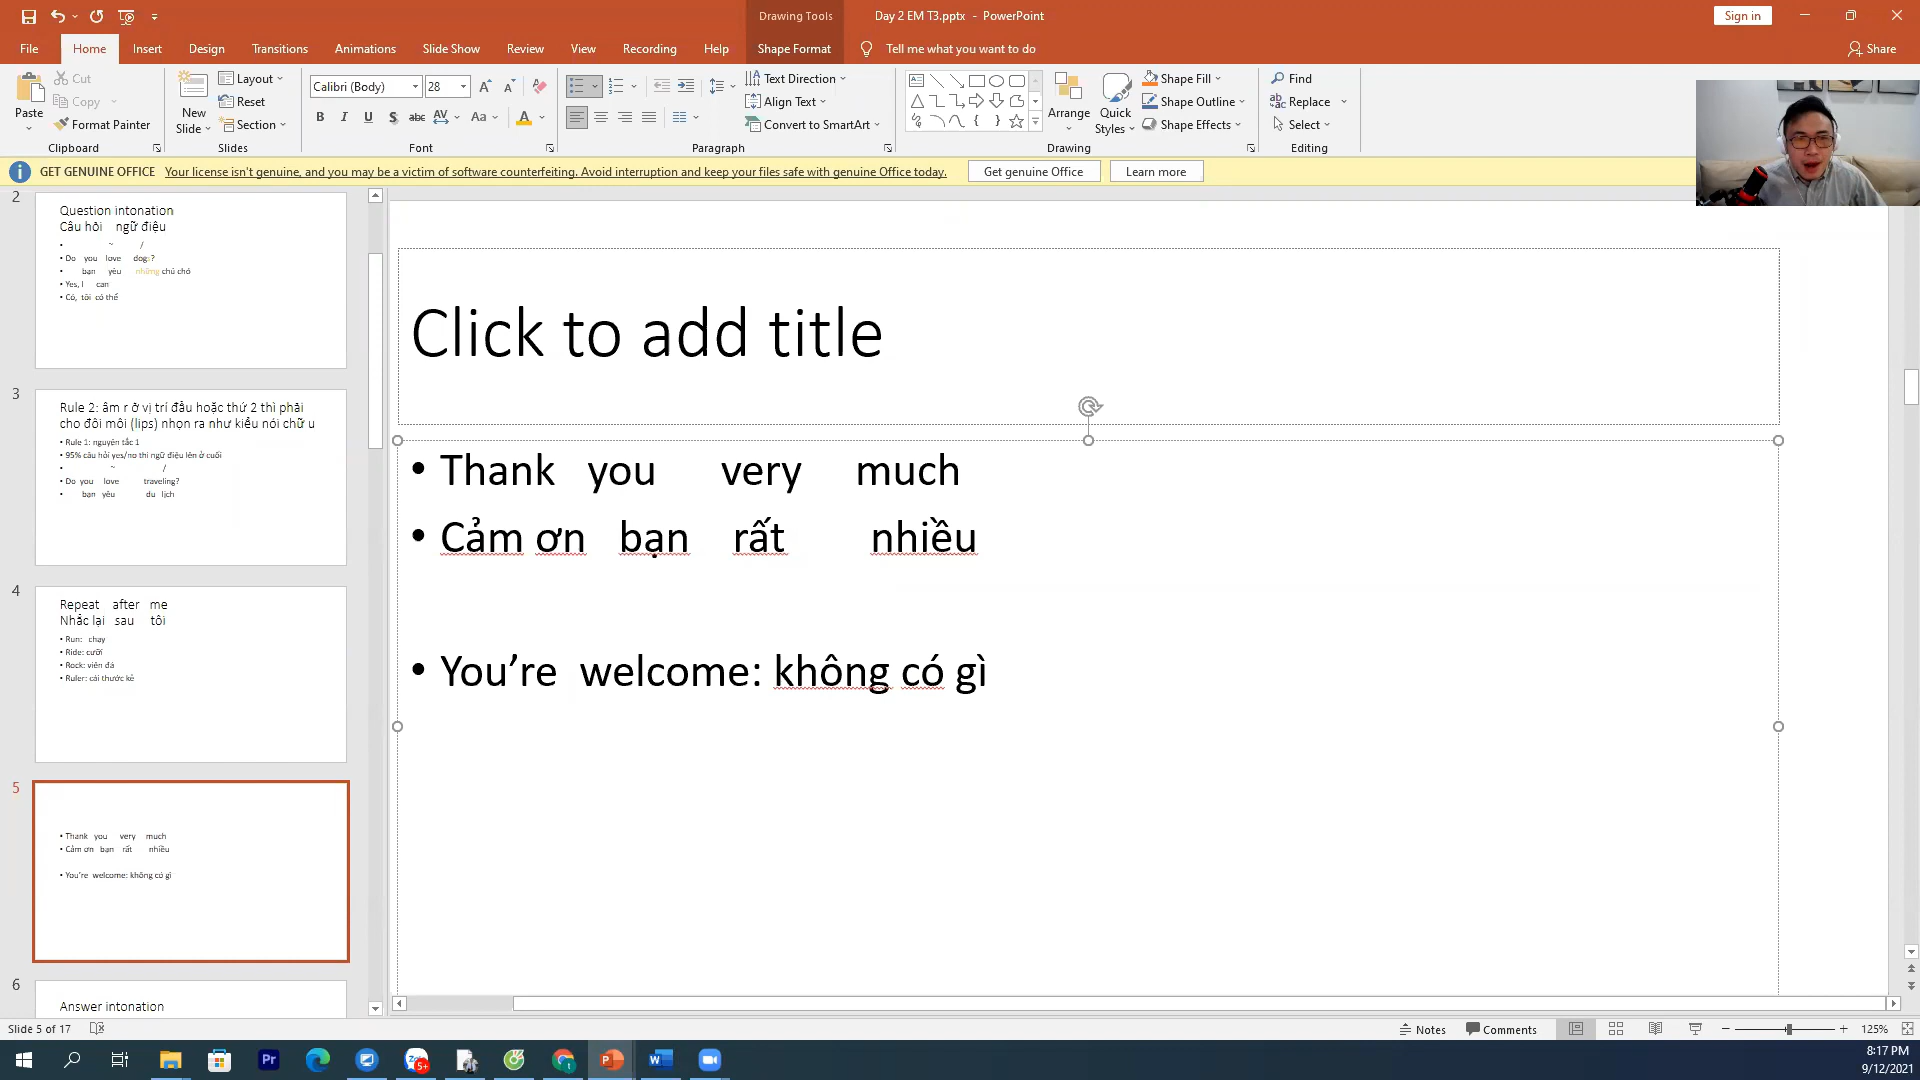 Drawing Tools
Day 2 EM T3.pptx - PowerPoint
Sign in
File Home Insert Design Transitions Animations Slide Show Review View Recording Help Shape Format Tell me what you want to do Share
Paste
Cut
Copy
Format Painter
Clipboard
New Slide
Layout
Reset
Section
Slides
Calibri (Body) 28
B I U S abc AV Aa A
Font
Text Direction
Align Text
Convert to SmartArt
Paragraph
Arrange
Quick Styles
Shape Fill
Shape Outline
Shape Effects
Drawing
Find
Replace
Select
Editing
GET GENUINE OFFICE Your license isn't genuine, and you may be a victim of software counterfeiting. Avoid interruption and keep your files safe with genuine Office today. Get genuine Office Learn more
2
Question intonation
Câu hỏi ngữ điệu
~ /
• Do you love dogs?
• bạn yêu những chú chó
• Yes, I can
• Có, tôi có thể
3
Rule 2: âm r ở vị trí đầu hoặc thứ 2 thì phải
cho đôi môi (lips) nhọn ra như kiểu nói chữ u
• Rule 1: nguyên tắc 1
• 95% câu hỏi yes/no thì ngữ điệu lên ở cuối
• ~ /
• Do you love traveling?
• bạn yêu du lịch
4
Repeat after me
Nhắc lại sau tôi
• Run: chạy
• Ride: cưỡi
• Rock: viên đá
• Ruler: cái thước kẻ
5
• Thank you very much
• Cảm ơn bạn rất nhiều
• You're welcome: không có gì
6
Answer intonation
Click to add title
• Thank you very much
• Cảm ơn bạn rất nhiều
• You’re welcome: không có gì
Slide 5 of 17
Notes
Comments
125%
8:17 PM
9/12/2021